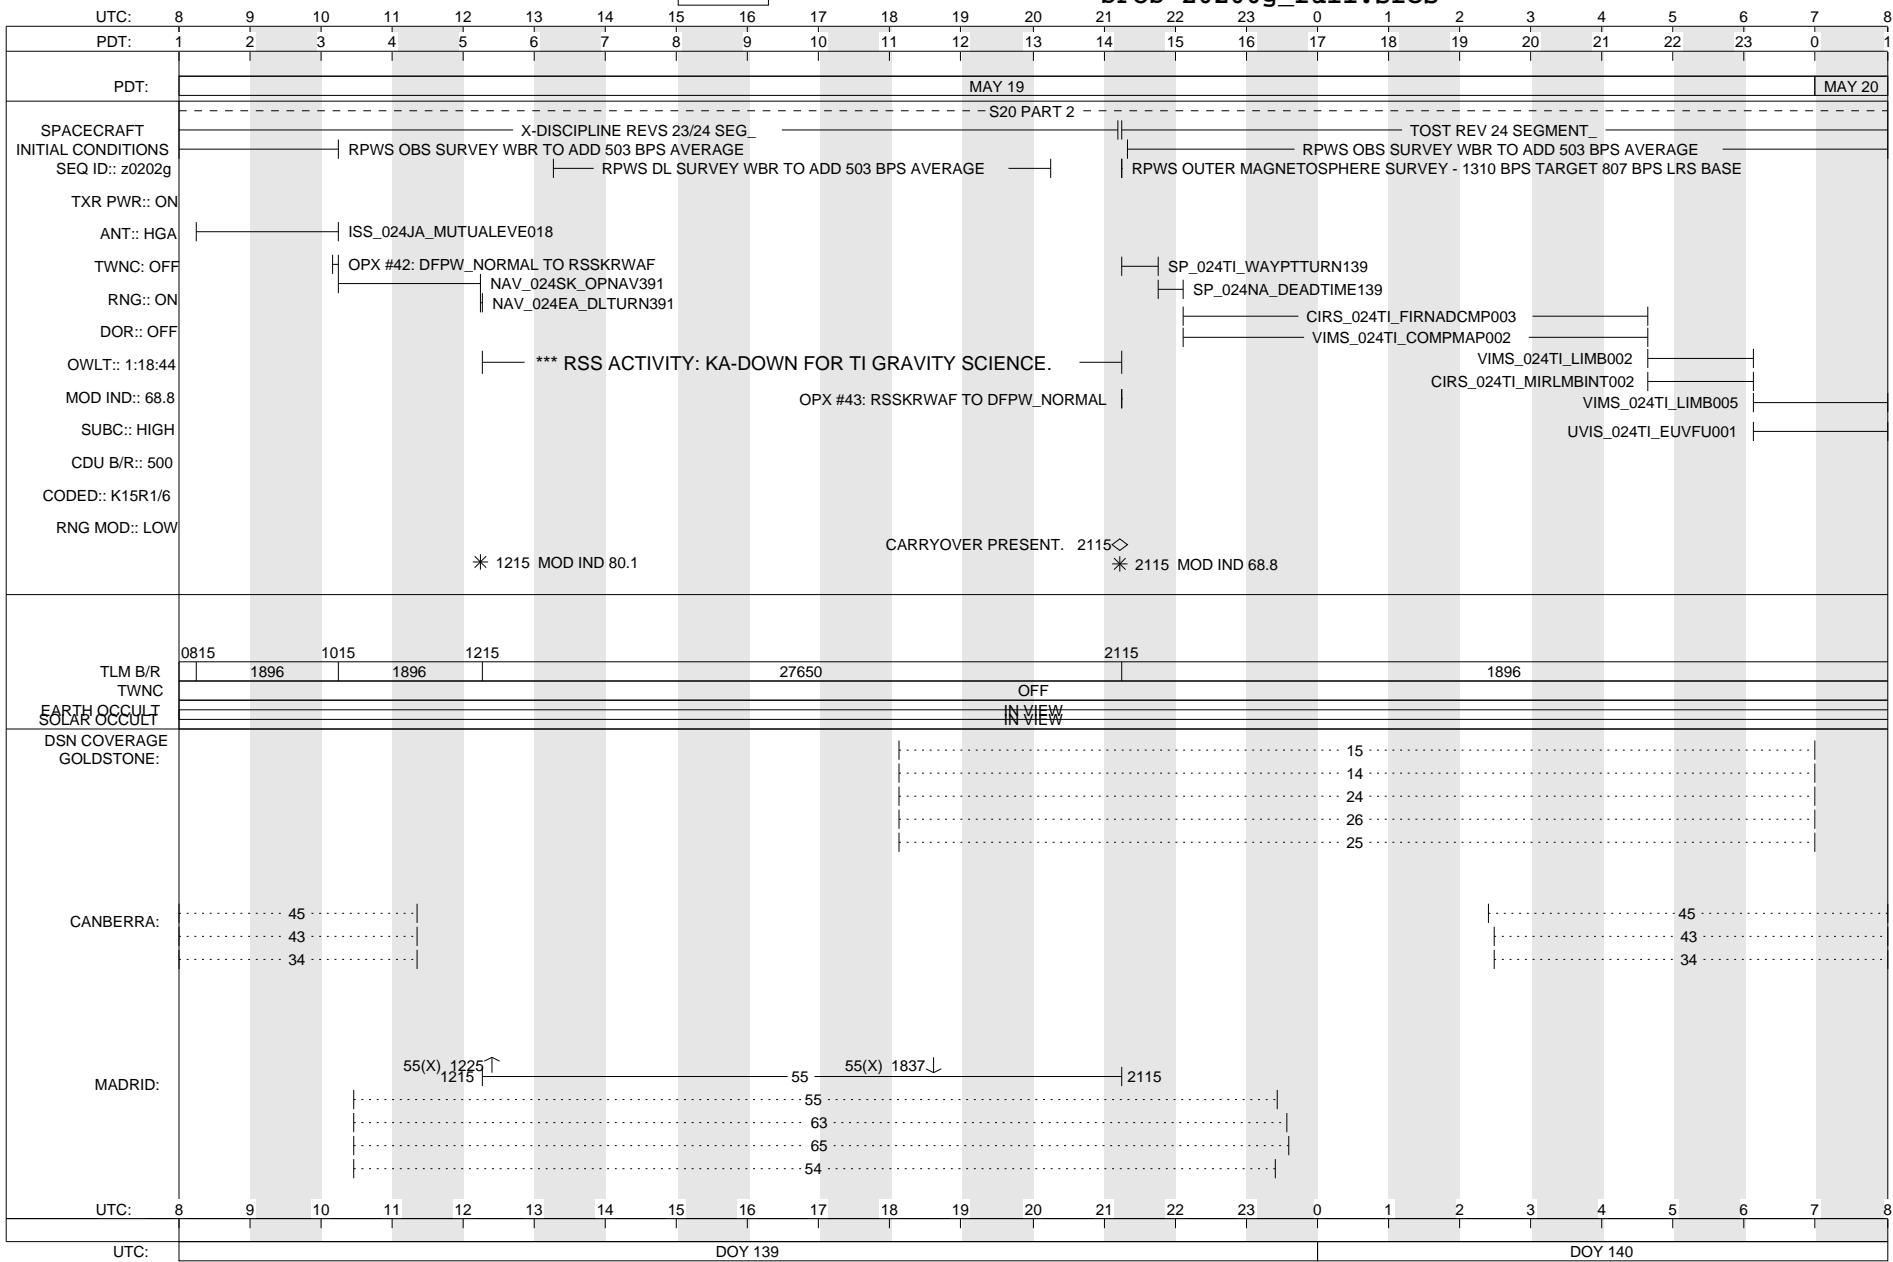 UTC: 8 9 10 11 12 13 14 15 16 17 18 19 20 21 22 23 0 1 2 3 4 5 6 7 8
PDT: 1 2 3 4 5 6 7 8 9 10 11 12 13 14 15 16 17 18 19 20 21 22 23 0 1
PDT: MAY 19 MAY 20
S20 PART 2
SPACECRAFT X-DISCIPLINE REVS 23/24 SEG_ TOST REV 24 SEGMENT_
INITIAL CONDITIONS RPWS OBS SURVEY WBR TO ADD 503 BPS AVERAGE RPWS OBS SURVEY WBR TO ADD 503 BPS AVERAGE
SEQ ID:: z0202g RPWS DL SURVEY WBR TO ADD 503 BPS AVERAGE RPWS OUTER MAGNETOSPHERE SURVEY - 1310 BPS TARGET 807 BPS LRS BASE
TXR PWR:: ON
ANT:: HGA ISS_024JA_MUTUALEVE018
TWNC: OFF OPX #42: DFPW_NORMAL TO RSSKRWAF SP_024TI_WAYPTTURN139
NAV_024SK_OPNAV391 SP_024NA_DEADTIME139
RNG:: ON NAV_024EA_DLTURN391
CIRS_024TI_FIRNADCMP003
DOR:: OFF VIMS_024TI_COMPMAP002
OWLT:: 1:18:44 *** RSS ACTIVITY: KA-DOWN FOR TI GRAVITY SCIENCE. VIMS_024TI_LIMB002
CIRS_024TI_MIRLMBINT002
MOD IND:: 68.8 OPX #43: RSSKRWAF TO DFPW_NORMAL VIMS_024TI_LIMB005
SUBC:: HIGH UVIS_024TI_EUVFU001
CDU B/R:: 500
CODED:: K15R1/6
RNG MOD:: LOW
CARRYOVER PRESENT. 2115
1215 MOD IND 80.1 2115 MOD IND 68.8
0815 1015 1215 2115
TLM B/R 1896 1896 27650 1896
TWNC OFF
EARTH OCCULT IN VIEW
SOLAR OCCULT IN VIEW
DSN COVERAGE
GOLDSTONE: 15
14
24
26
25
CANBERRA: 45 45
43 43
34 34
55(X) 1225 55(X) 1837
MADRID: 1215 55 2115
55
63
65
54
UTC: 8 9 10 11 12 13 14 15 16 17 18 19 20 21 22 23 0 1 2 3 4 5 6 7 8
UTC: DOY 139 DOY 140